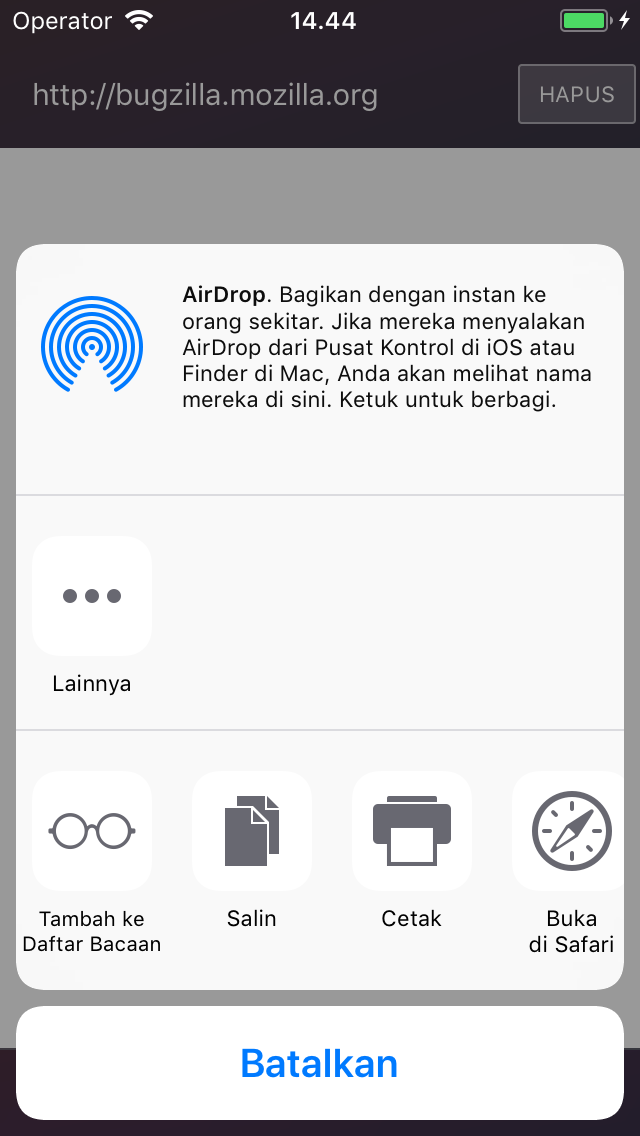 Operator
14.44
http://bugzilla.mozilla.org
HAPUS
AirDrop. Bagikan dengan instan ke
orang sekitar. Jika mereka menyalakan
AirDrop dari Pusat Kontrol di iOS atau
Finder di Mac, Anda akan melihat nama
mereka di sini. Ketuk untuk berbagi.
Lainnya
Tambah ke
Daftar Bacaan
Salin
Cetak
Buka
di Safari
Batalkan